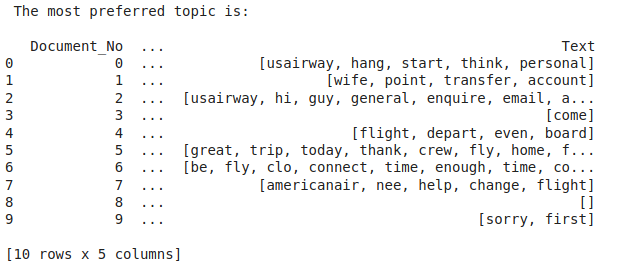 The most preferred topic is:
Document_No ... Text
0 0 ... [usairway, hang, start, think, personal]
1 1 ... [wife, point, transfer, account]
2 2 ... [usairway, hi, guy, general, enquire, email, a...
3 3 ... [come]
4 4 ... [flight, depart, even, board]
5 5 ... [great, trip, today, thank, crew, fly, home, f...
6 6 ... [be, fly, clo, connect, time, enough, time, co...
7 7 ... [americanair, nee, help, change, flight]
8 8 ... []
9 9 ... [sorry, first]
[10 rows x 5 columns]